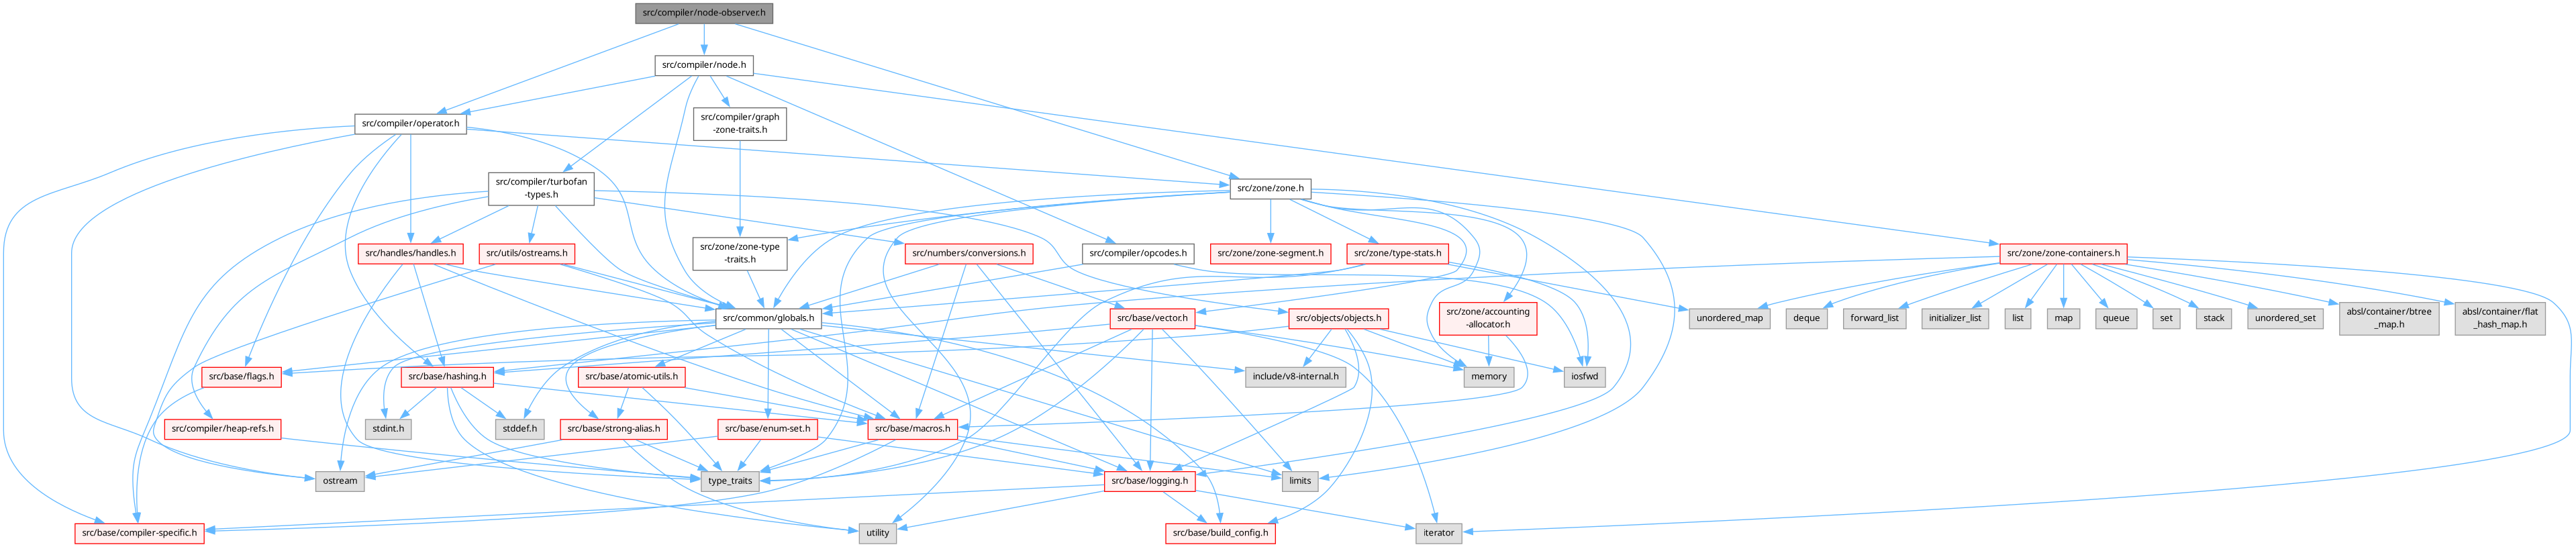 src/compiler/node-observer.h
src/compiler/node.h
src/compiler/operator.h
src/compiler/graph
-zone-traits.h
src/compiler/turbofan
-types.h
src/zone/zone.h
src/handles/handles.h
src/utils/ostreams.h
src/zone/zone-type
-traits.h
src/numbers/conversions.h
src/compiler/opcodes.h
src/zone/zone-segment.h
src/zone/type-stats.h
src/zone/zone-containers.h
src/common/globals.h
src/base/vector.h
src/objects/objects.h
src/zone/accounting
-allocator.h
unordered_map
deque
forward_list
initializer_list
list
map
queue
set
stack
unordered_set
absl/container/btree
_map.h
absl/container/flat
_hash_map.h
src/base/flags.h
src/base/hashing.h
src/base/atomic-utils.h
include/v8-internal.h
memory
iosfwd
src/compiler/heap-refs.h
stdint.h
stddef.h
src/base/strong-alias.h
src/base/enum-set.h
src/base/macros.h
ostream
type_traits
src/base/logging.h
limits
src/base/compiler-specific.h
utility
src/base/build_config.h
iterator